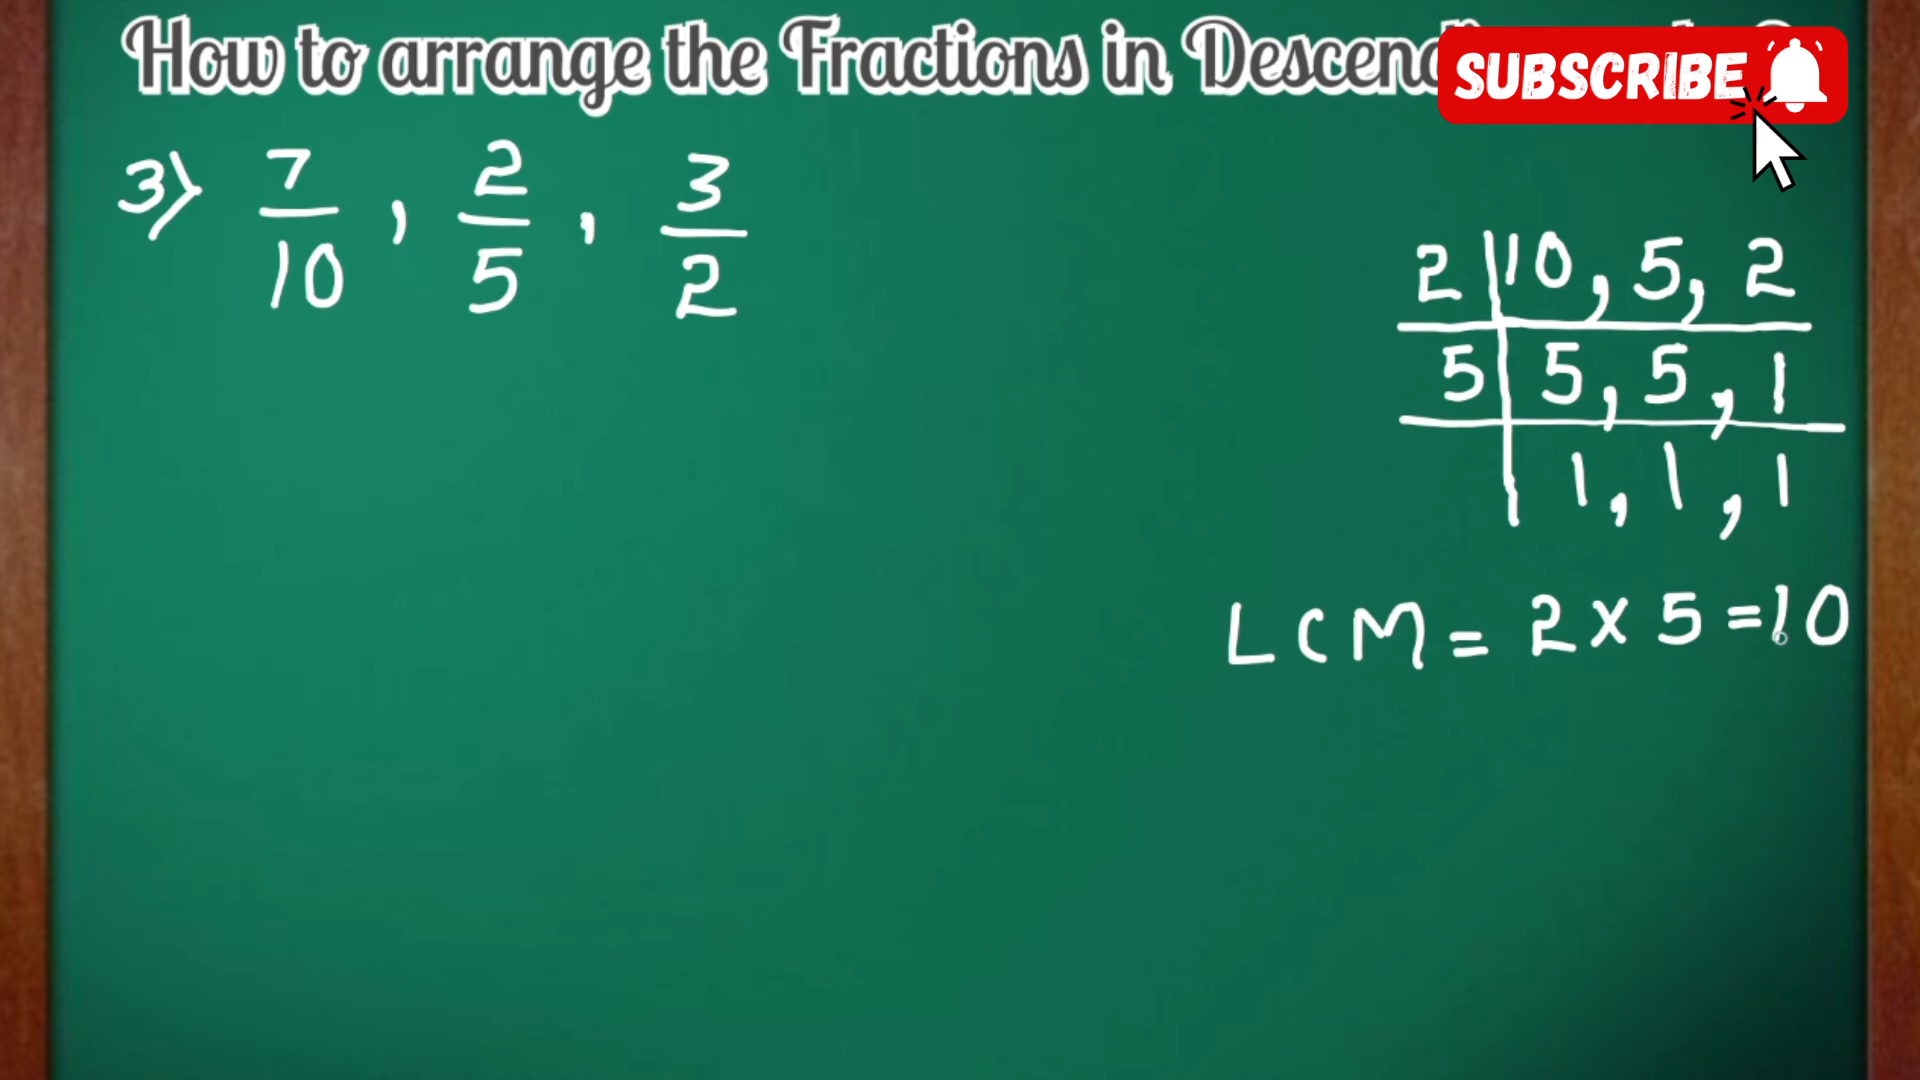 How to arrange the Fractions in Descend
SUBSCRIBE
3) 7/10 , 2/5 , 3/2
2 | 10 , 5 , 2
5 | 5 , 5 , 1
| 1 , 1 , 1
LCM = 2 x 5 = 10